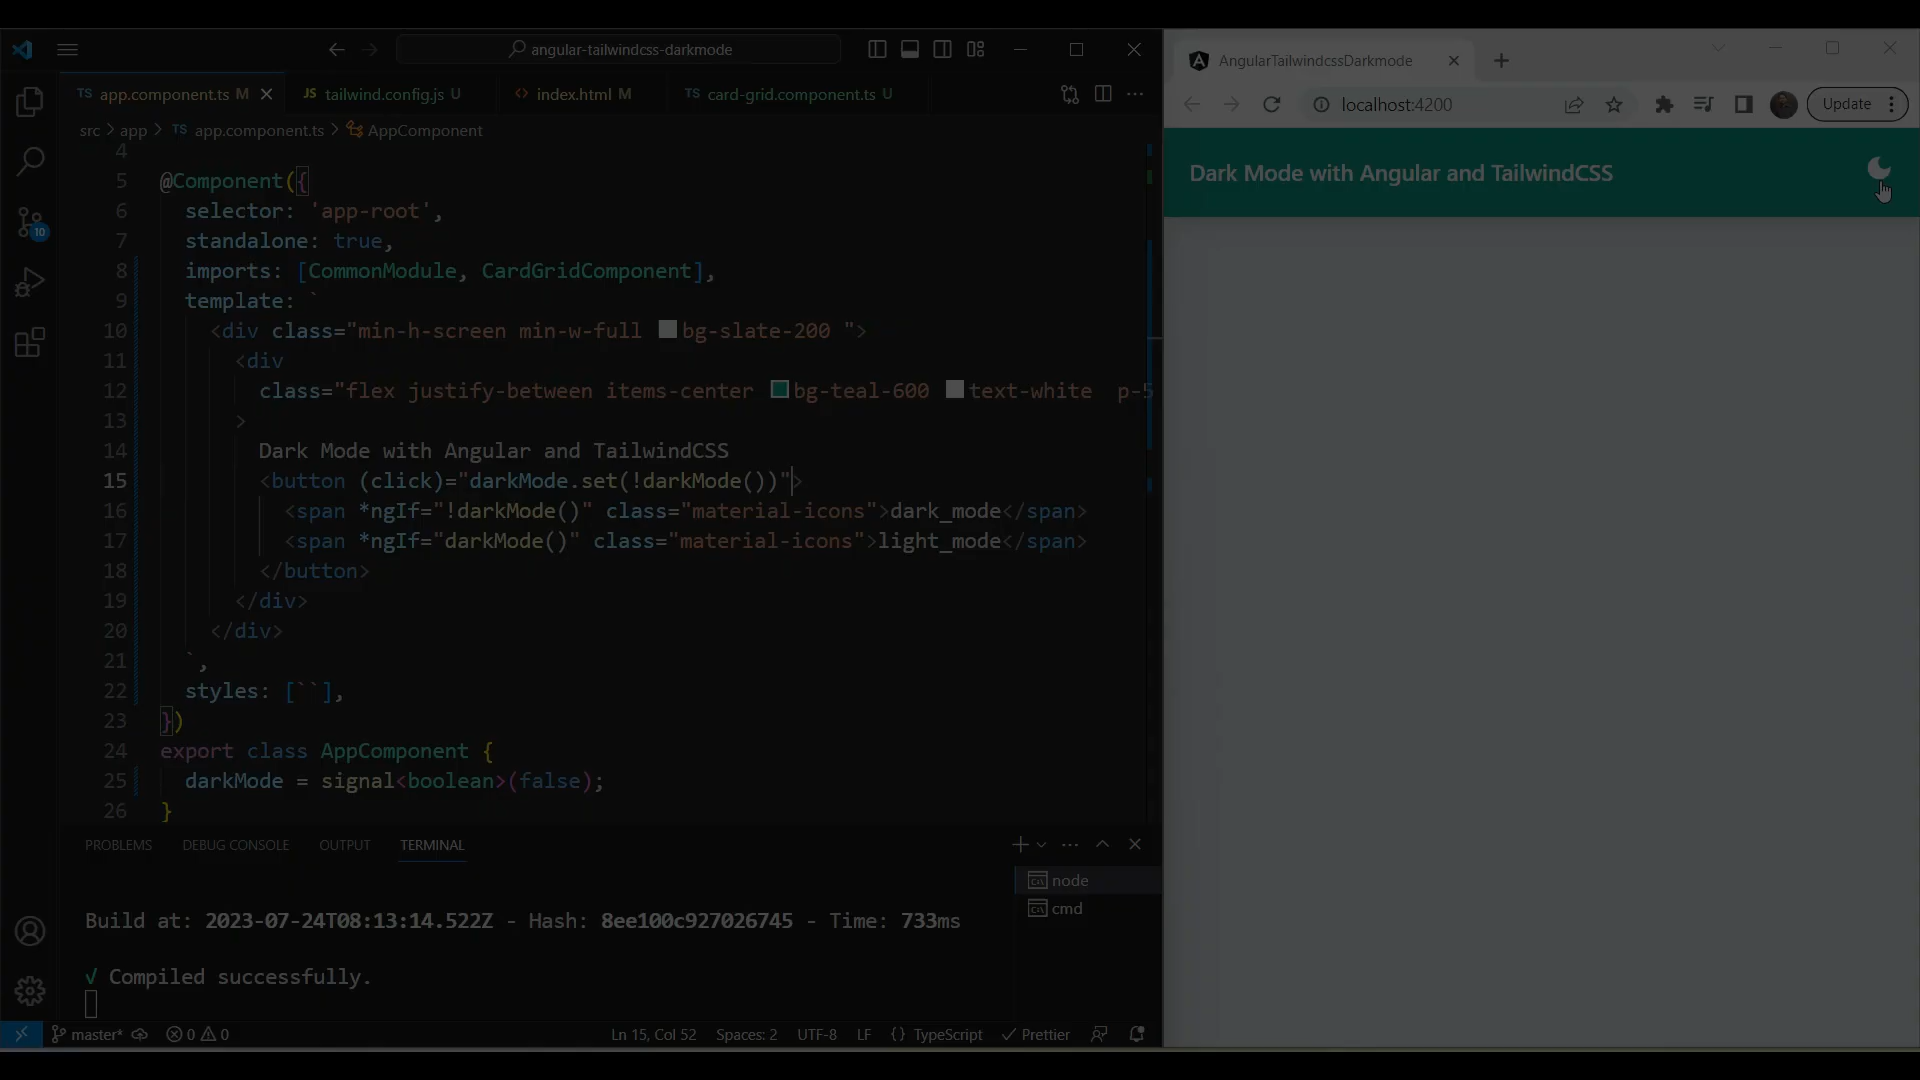 angular-tailwindcss-darkmode
TS app.component.ts M
JS tailwind.config.js U
<> index.html M
TS card-grid.component.ts U
src > app > TS app.component.ts > AppComponent
4
5 @Component({
6 selector: 'app-root',
7 standalone: true,
8 imports: [CommonModule, CardGridComponent],
9 template: `
10 <div class="min-h-screen min-w-full bg-slate-200 ">
11 <div
12 class="flex justify-between items-center bg-teal-600 text-white p-5
13 >
14 Dark Mode with Angular and TailwindCSS
15 <button (click)="darkMode.set(!darkMode())">
16 <span *ngIf="!darkMode()" class="material-icons">dark_mode</span>
17 <span *ngIf="darkMode()" class="material-icons">light_mode</span>
18 </button>
19 </div>
20 </div>
21 `,
22 styles: [``],
23 })
24 export class AppComponent {
25 darkMode = signal<boolean>(false);
26 }
10
PROBLEMS DEBUG CONSOLE OUTPUT TERMINAL
node
cmd
Build at: 2023-07-24T08:13:14.522Z - Hash: 8ee100c927026745 - Time: 733ms
√ Compiled successfully.
master* 0 0 Ln 15, Col 52 Spaces: 2 UTF-8 LF {} TypeScript Prettier
AngularTailwindcssDarkmode
localhost:4200
Update
Dark Mode with Angular and TailwindCSS